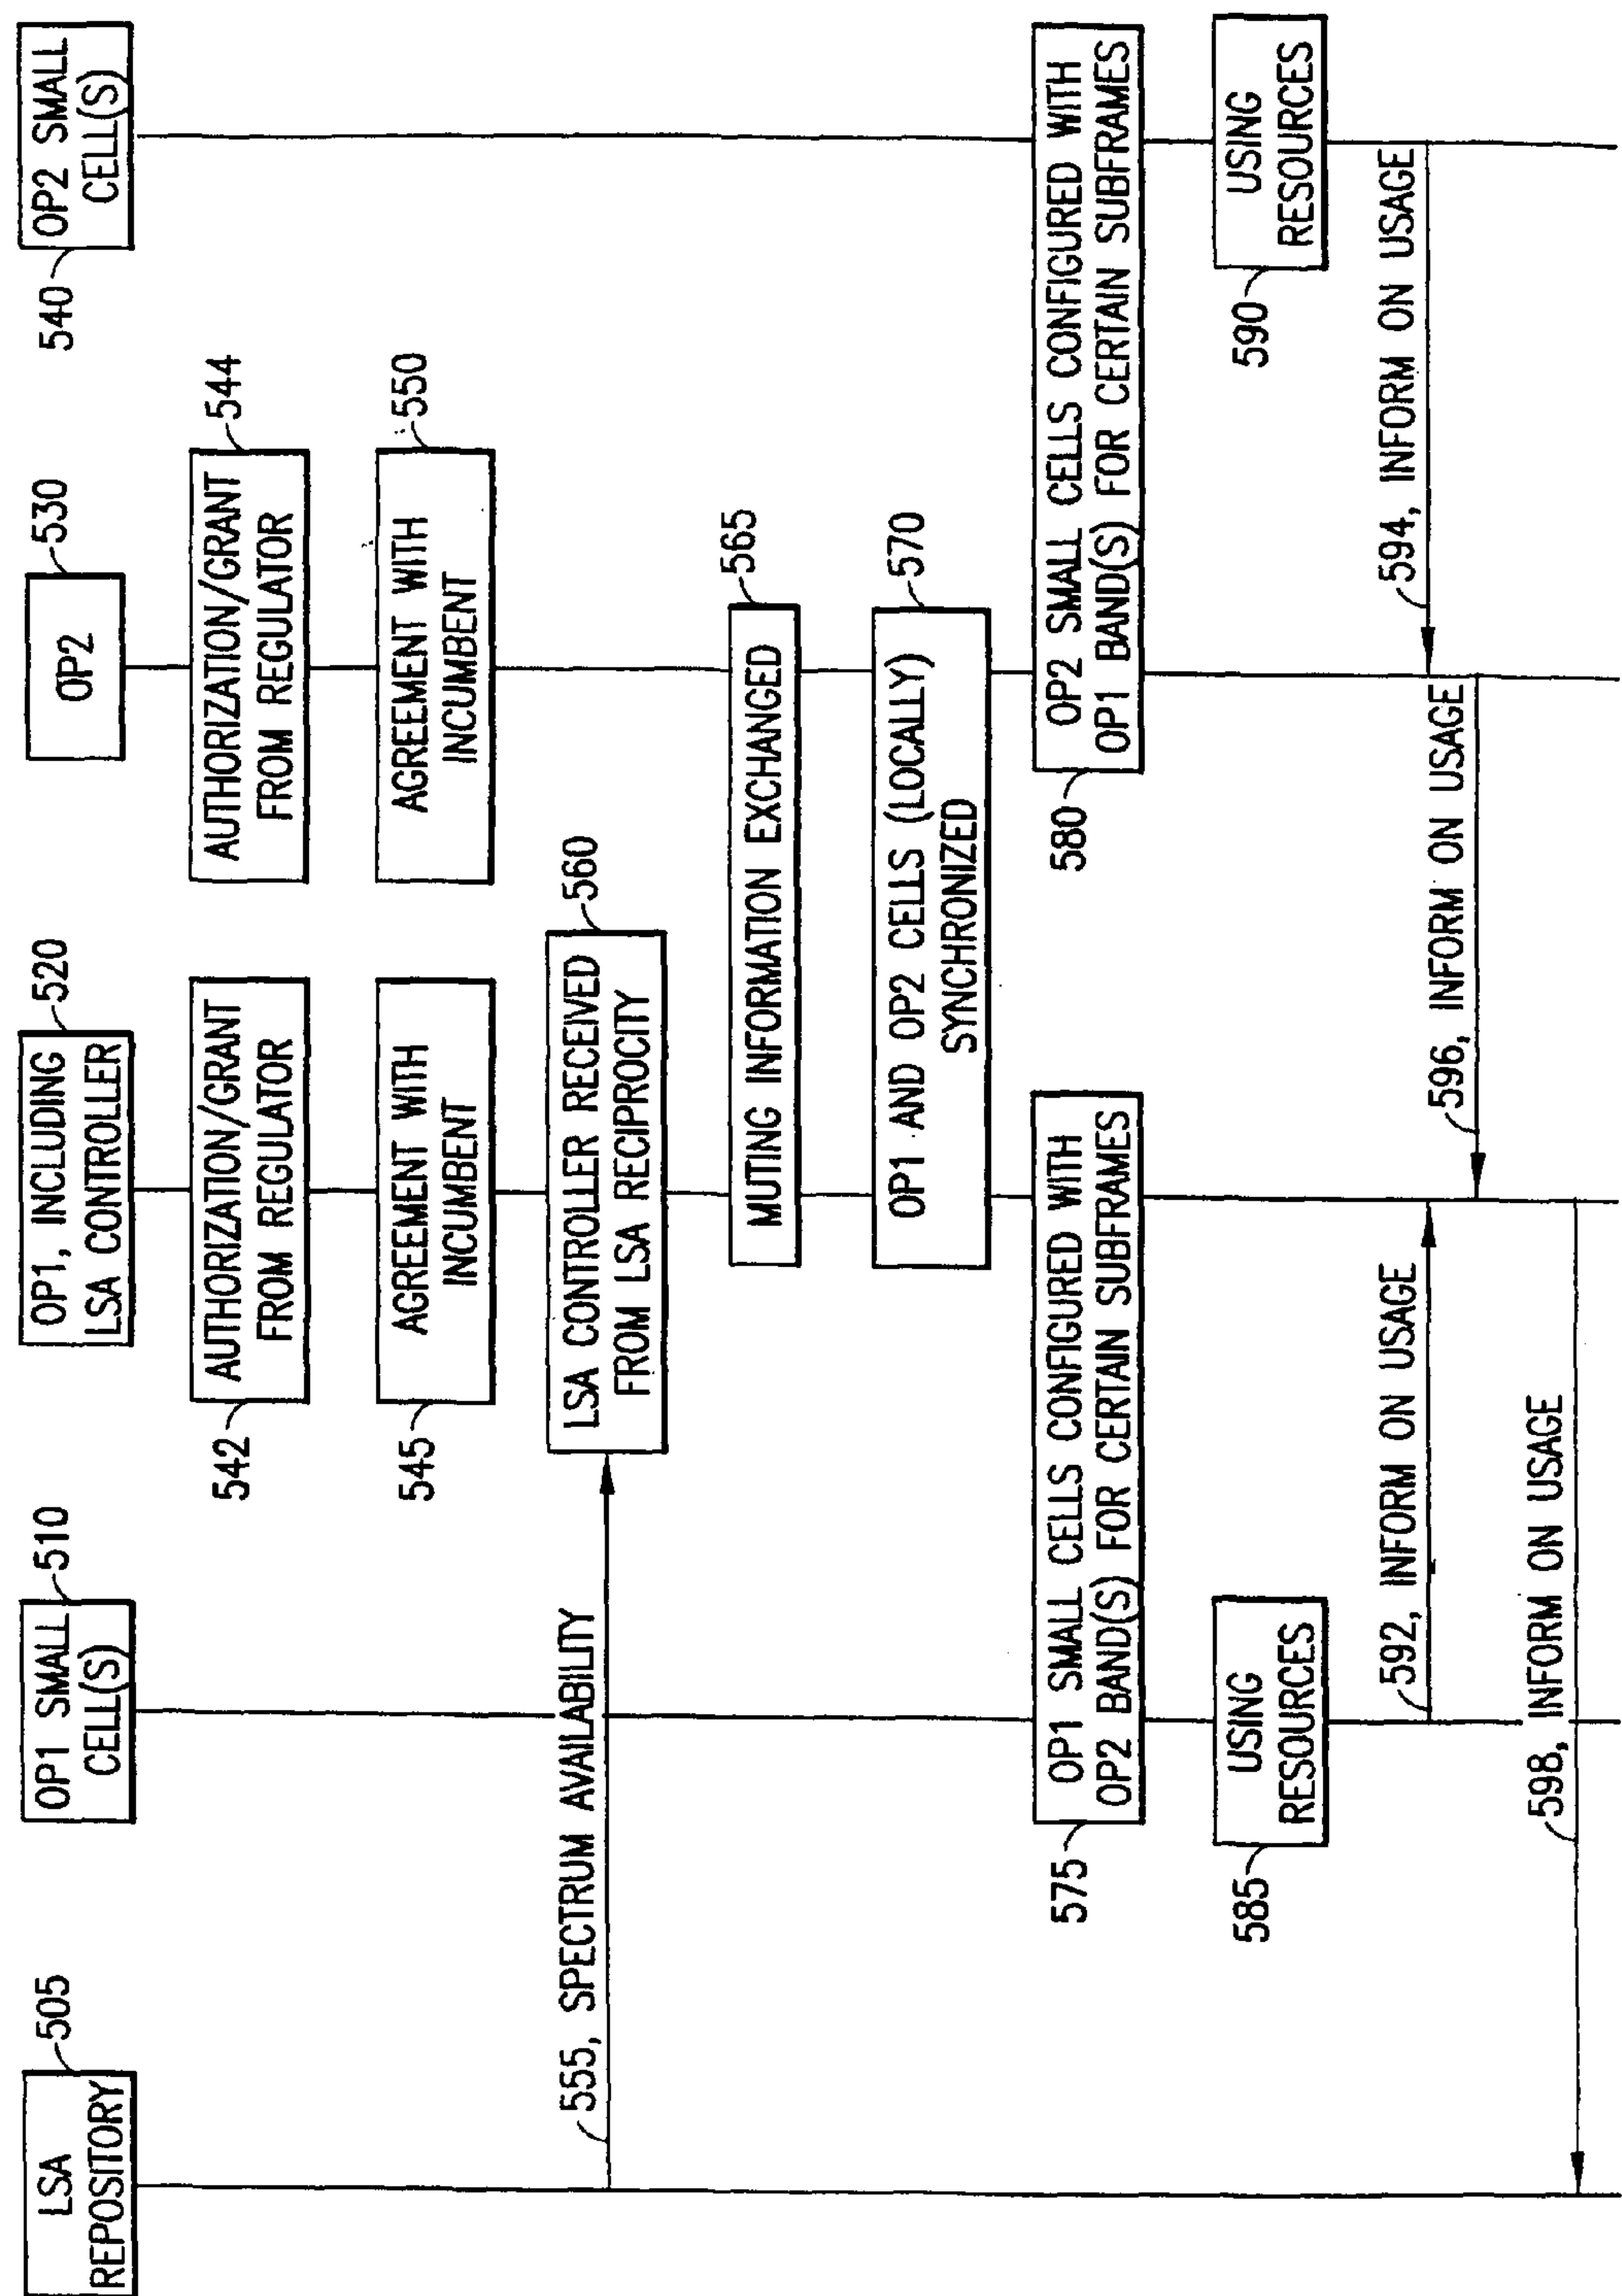 LSA
REPOSITORY
505
OP1 SMALL
CELL(S)
510
OP1, INCLUDING
LSA CONTROLLER
520
OP2
530
OP2 SMALL
CELL(S)
540
AUTHORIZATION/GRANT
FROM REGULATOR
542
AUTHORIZATION/GRANT
FROM REGULATOR
544
AGREEMENT WITH
INCUMBENT
545
AGREEMENT WITH
INCUMBENT
550
555, SPECTRUM AVAILABILITY
LSA CONTROLLER RECEIVED
FROM LSA RECIPROCITY
560
MUTING INFORMATION EXCHANGED
565
OP1 AND OP2 CELLS (LOCALLY)
SYNCHRONIZED
570
OP1 SMALL CELLS CONFIGURED WITH
OP2 BAND(S) FOR CERTAIN SUBFRAMES
575
OP2 SMALL CELLS CONFIGURED WITH
OP1 BAND(S) FOR CERTAIN SUBFRAMES
580
USING
RESOURCES
585
USING
RESOURCES
590
592, INFORM ON USAGE
594, INFORM ON USAGE
596, INFORM ON USAGE
598, INFORM ON USAGE